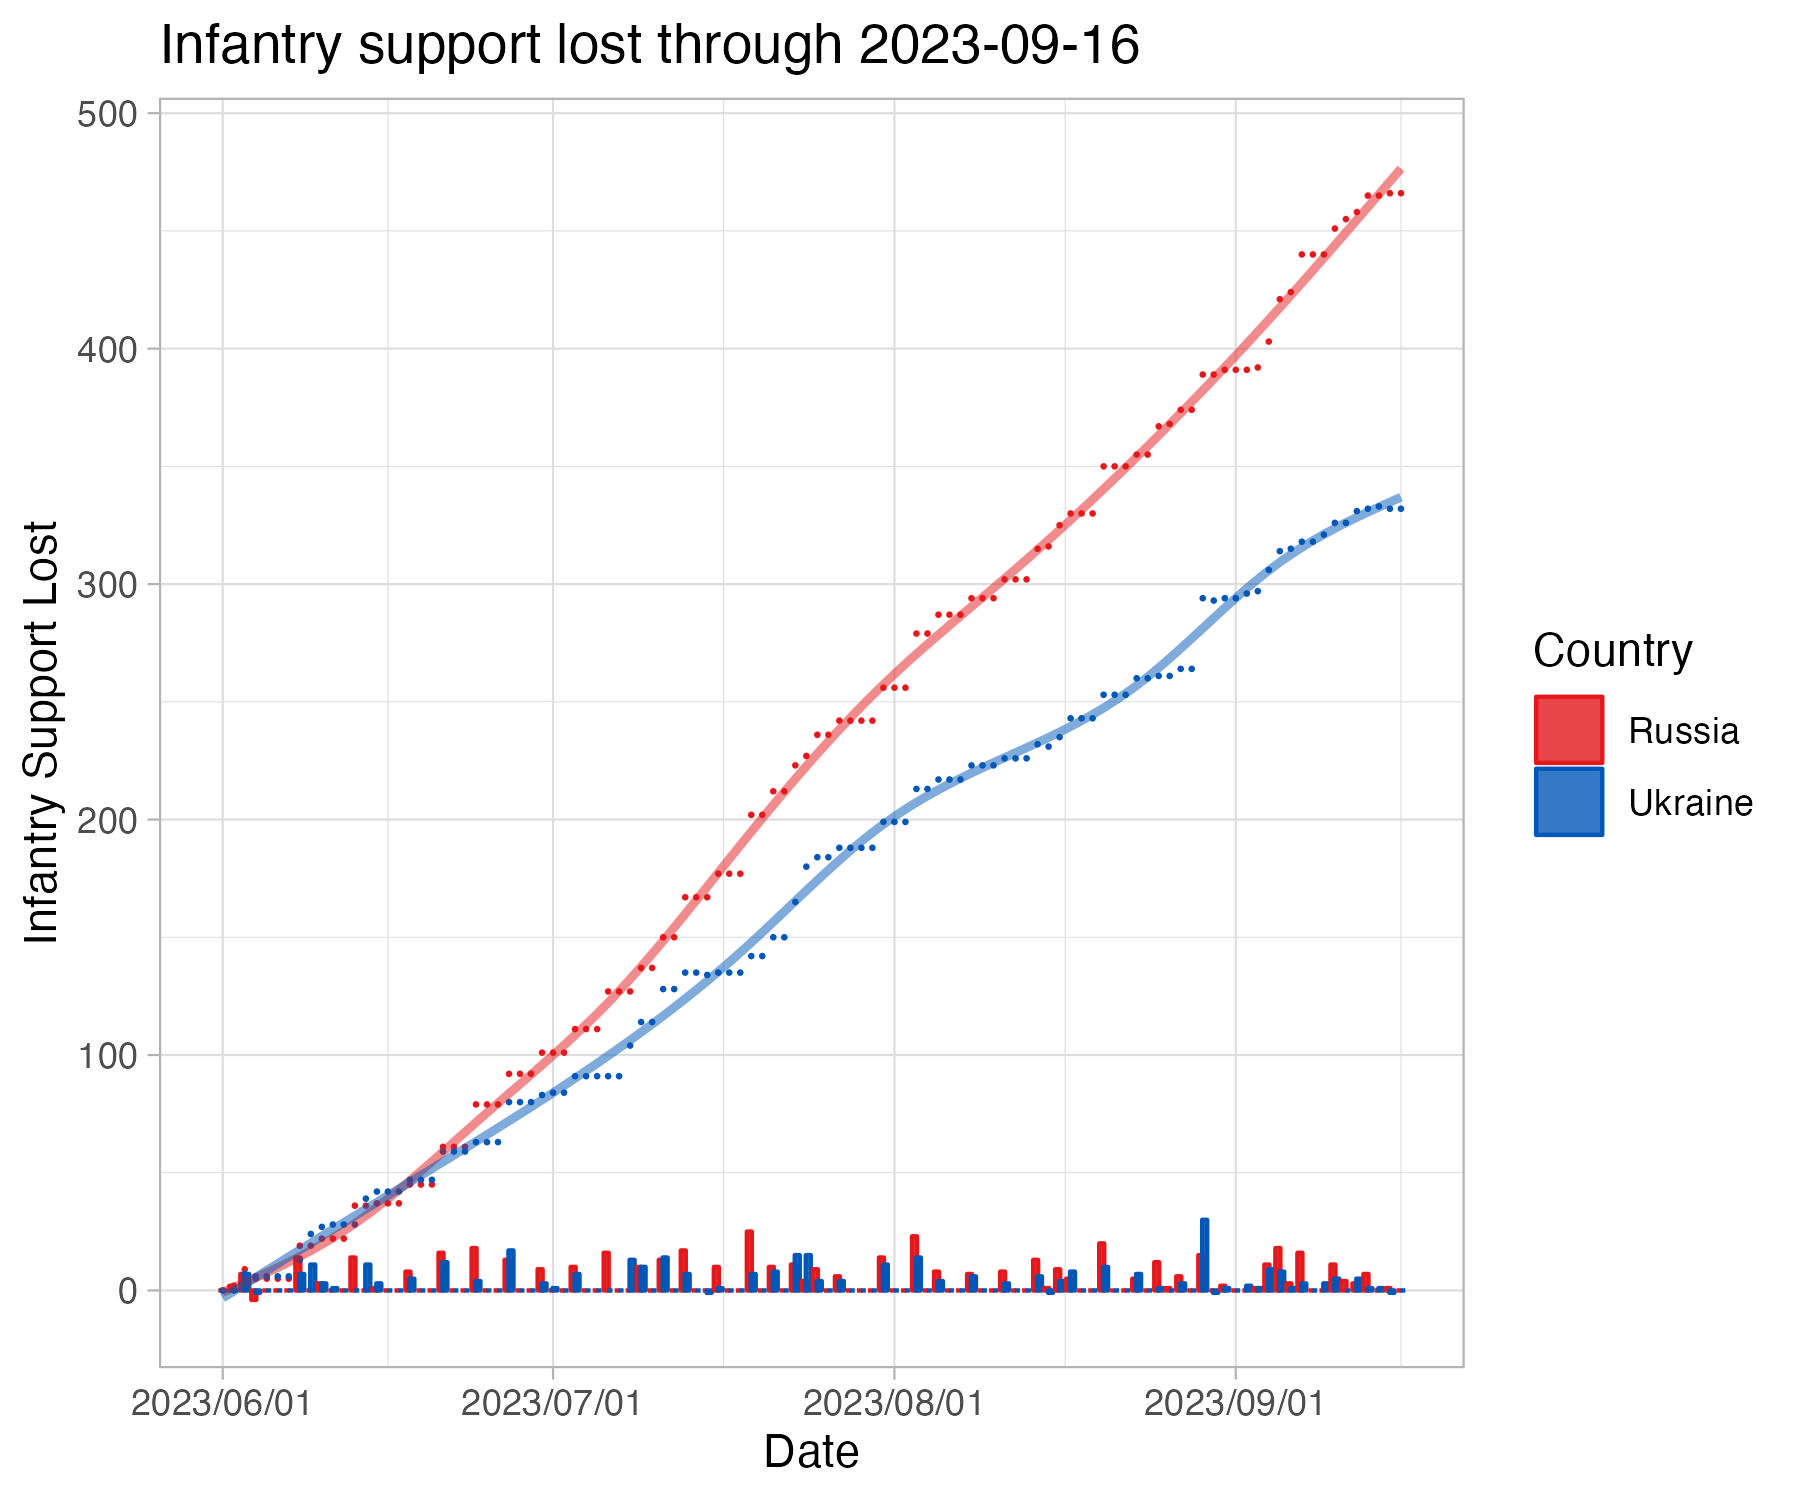 Infantry support lost through 2023-09-16
Infantry Support Lost
500
400
300
200
100
0
2023/06/01 2023/07/01 2023/08/01 2023/09/01
Date
Country
Russia
Ukraine